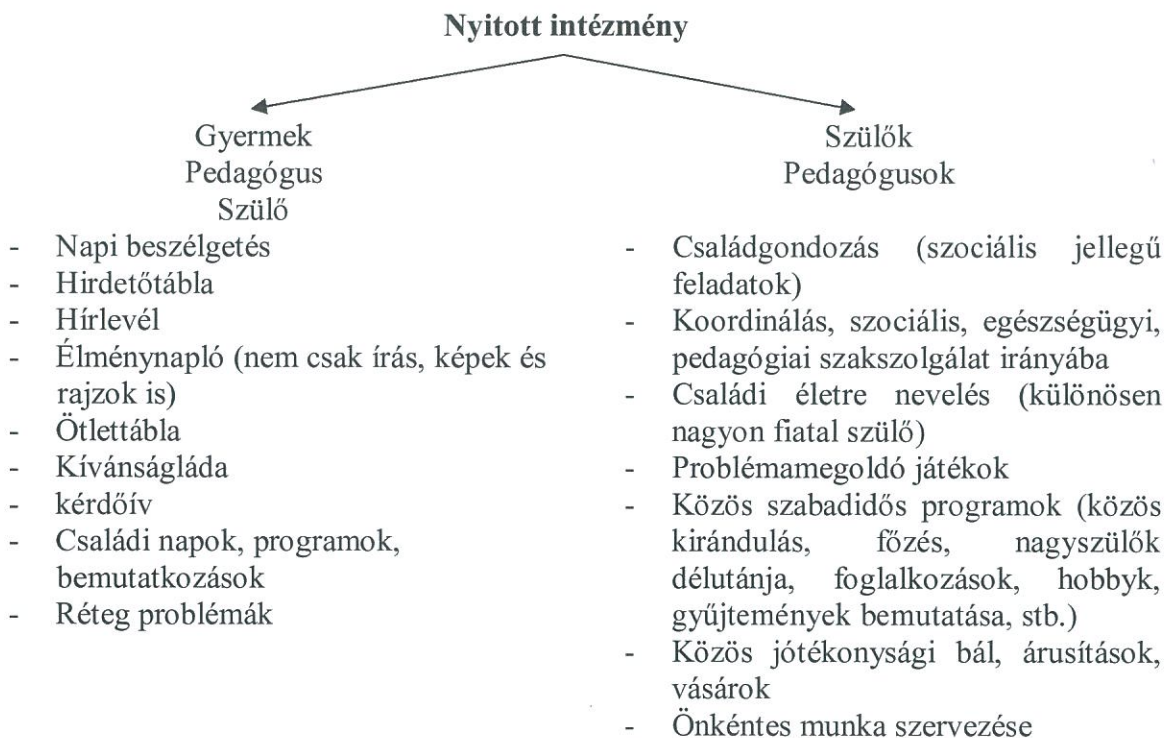 Nyitott intézmény
Gyermek
Pedagógus
Szülő
- Napi beszélgetés
- Hirdetőtábla
- Hírlevél
- Élménynapló (nem csak írás, képek és
rajzok is)
- Ötlettábla
- Kívánságláda
- kérdőív
- Családi napok, programok,
bemutatkozások
- Réteg problémák
Szülők
Pedagógusok
- Családgondozás (szociális jellegű
feladatok)
- Koordinálás, szociális, egészségügyi,
pedagógiai szakszolgálat irányába
- Családi életre nevelés (különösen
nagyon fiatal szülő)
- Problémamegoldó játékok
- Közös szabadidős programok (közös
kirándulás, főzés, nagyszülők
délutánja, foglalkozások, hobbyk,
gyűjtemények bemutatása, stb.)
- Közös jótékonysági bál, árusítások,
vásárok
- Önkéntes munka szervezése